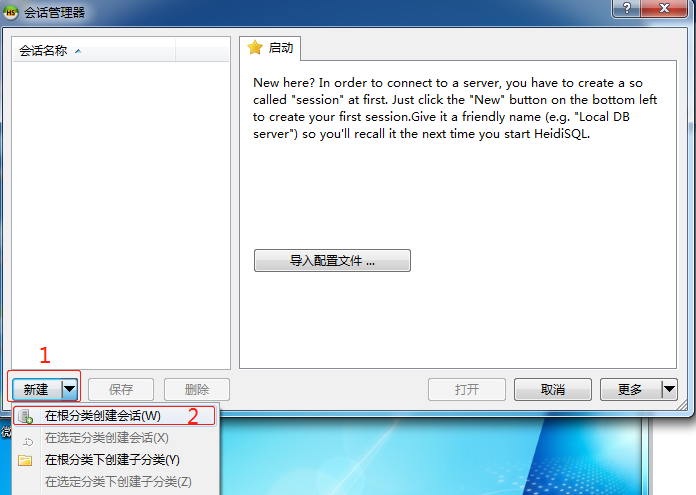 HS 会话管理器
会话名称
启动
New here? In order to connect to a server, you have to create a so
called "session" at first. Just click the "New" button on the bottom left
to create your first session.Give it a friendly name (e.g. "Local DB
server") so you'll recall it the next time you start HeidiSQL.
导入配置文件 ...
1
新建 保存 删除 打开 取消 更多
在根分类创建会话(W) 2
在选定分类创建会话(X)
在根分类下创建子分类(Y)
在选定分类下创建子分类(Z)